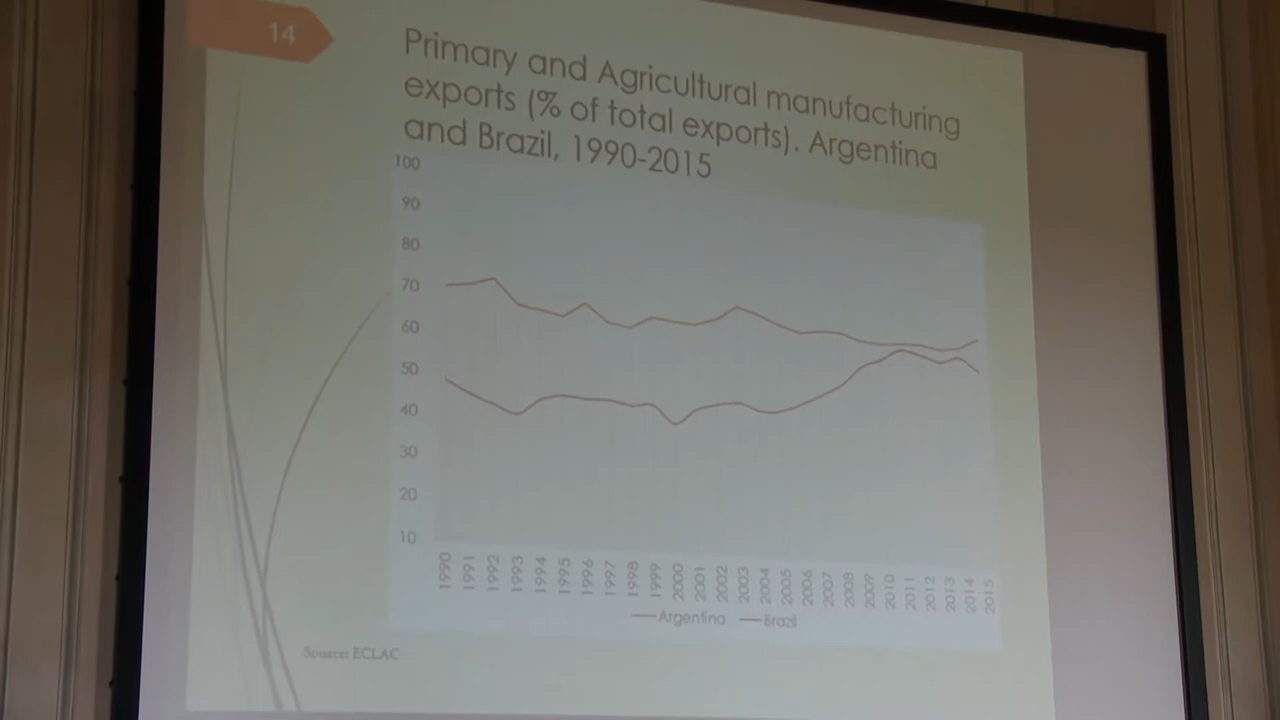 14
Primary and Agricultural manufacturing
exports (% of total exports). Argentina
and Brazil, 1990-2015
100
90
80
70
60
50
40
30
20
10
1990 1991 1992 1993 1994 1995 1996 1997 1998 1999 2000 2001 2002 2003 2004 2005 2006 2007 2008 2009 2010 2011 2012 2013 2014 2015
Argentina Brazil
Source: ECLAC